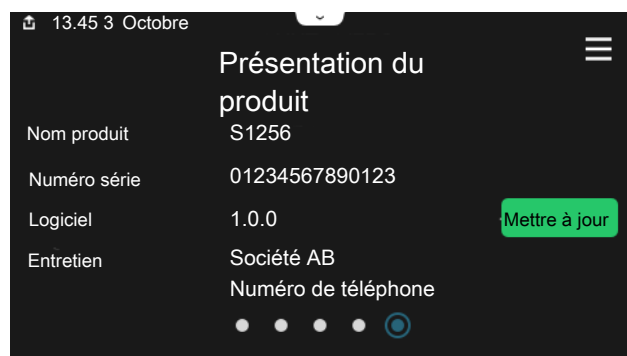 13.45 3 Octobre
Présentation du
produit
Nom produit S1256
Numéro série 01234567890123
Logiciel 1.0.0 Mettre à jour
Entretien Société AB
Numéro de téléphone